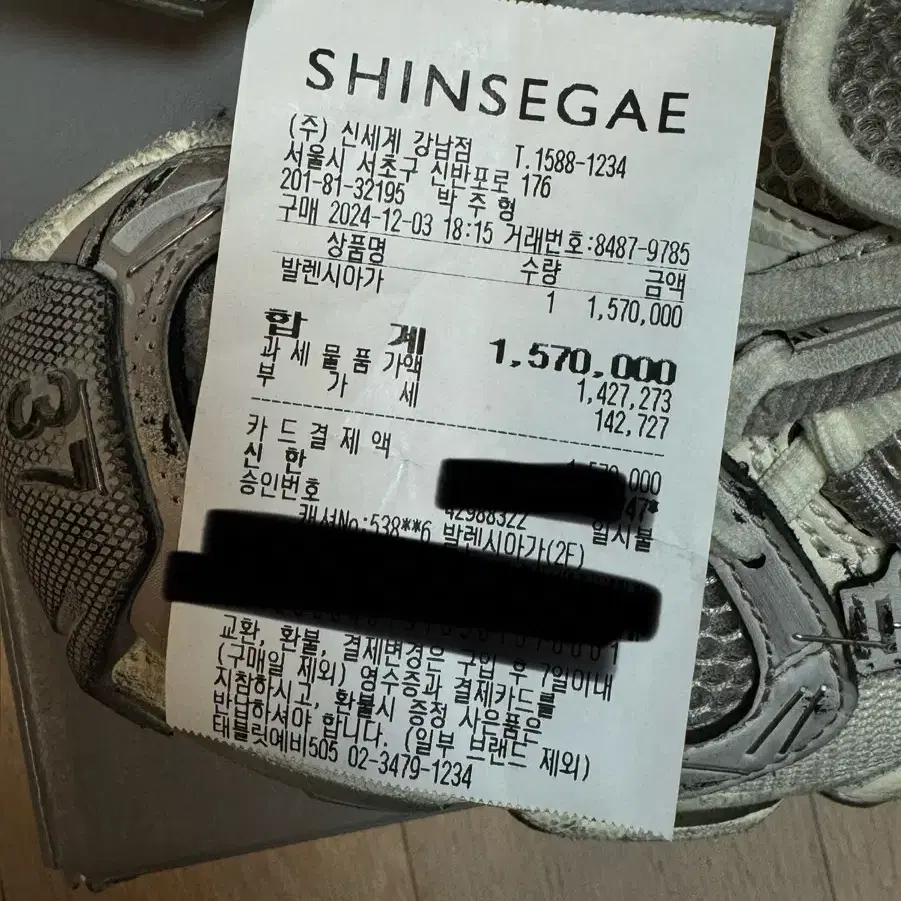 SHINSEGAE
(주) 신세계 강남점 T.1588-1234
서울시 서초구 신반포로 176
201-81-32195 박주형
구매 2024-12-03 18:15 거래번호:8487-9785
상품명 수량 금액
발렌시아가 1 1,570,000
합 계 1,570,000
과세물품가액 1,427,273
부 가 세 142,727
카드결제액 1,570,000
신한 47*
승인번호 42988322 일시불
캐셔No:538**6 발렌시아가(2F)
교환, 환불, 결제변경은 구입 후 7일이내
(구매일 제외) 영수증과 결제카드를
지참하시고, 환불시 증정 사은품은
반납하셔야 합니다. (일부 브랜드 제외)
태블릿예비505 02-3479-1234
37